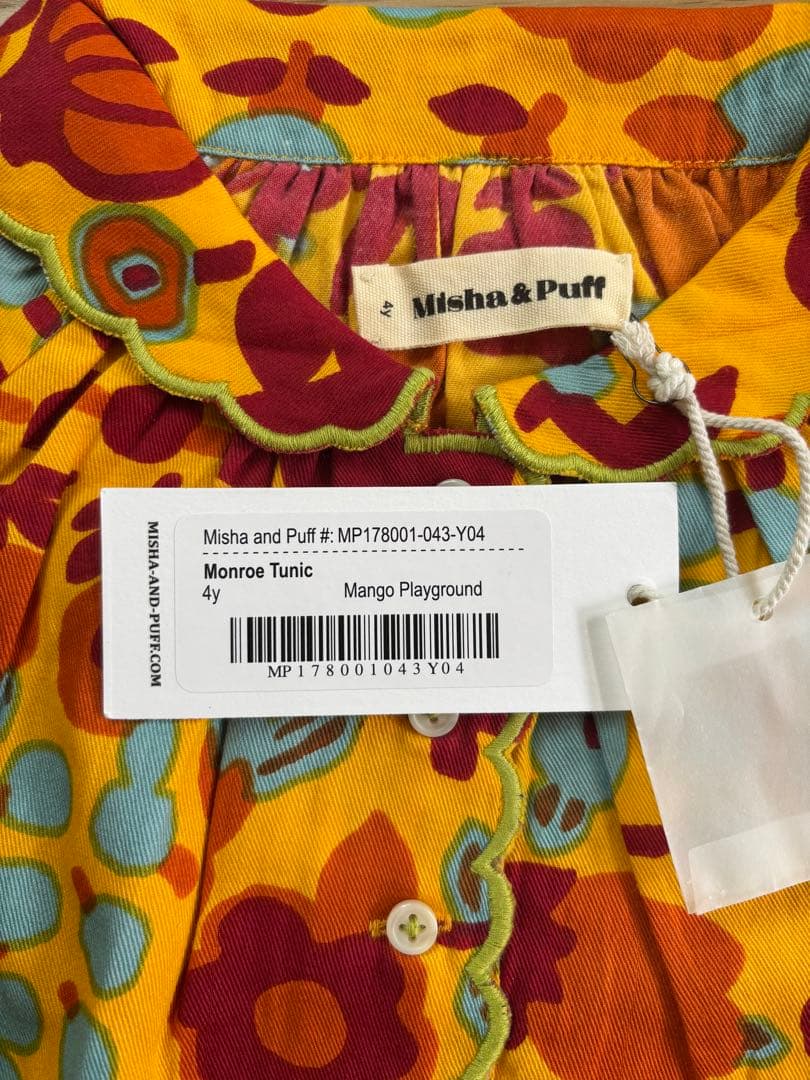 4y
Misha & Puff
MISHA-AND-PUFF.COM
Misha and Puff #: MP178001-043-Y04
Monroe Tunic
4y Mango Playground
MP178001043Y04